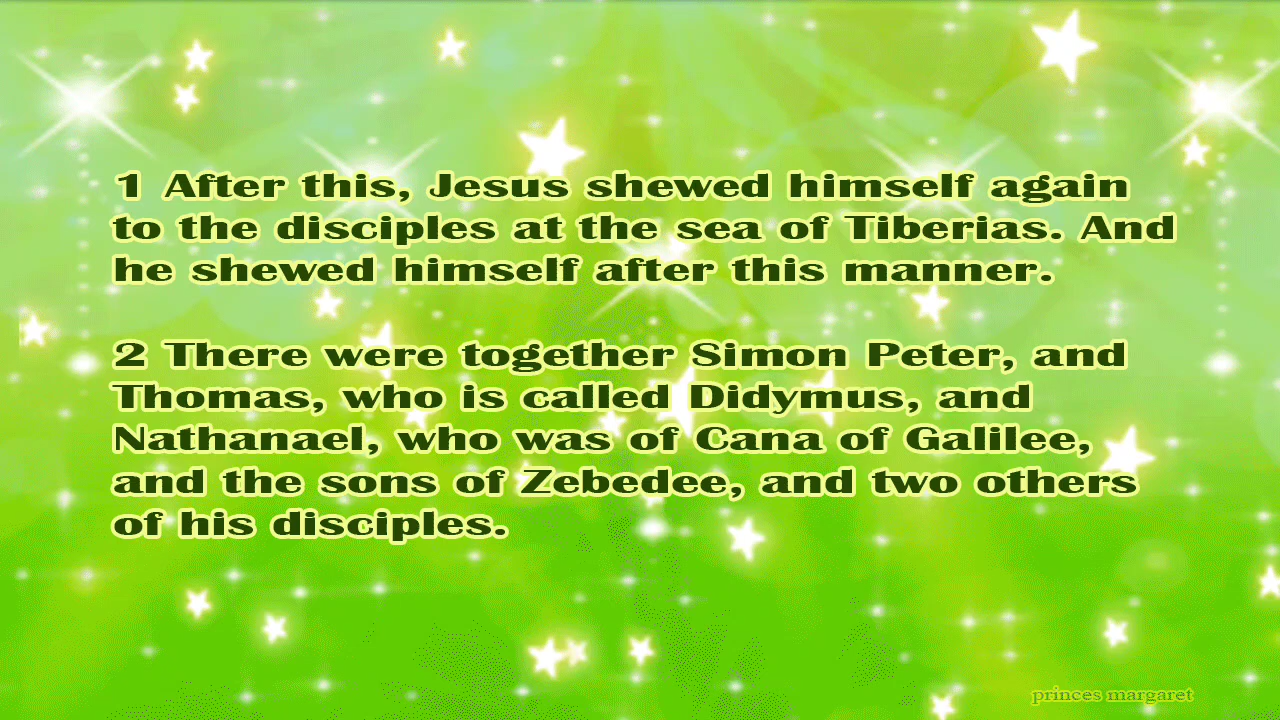 1 After this, Jesus shewed himself again
to the disciples at the sea of Tiberias. And
he shewed himself after this manner.
2 There were together Simon Peter, and
Thomas, who is called Didymus, and
Nathanael, who was of Cana of Galilee,
and the sons of Zebedee, and two others
of his disciples.
princes margaret